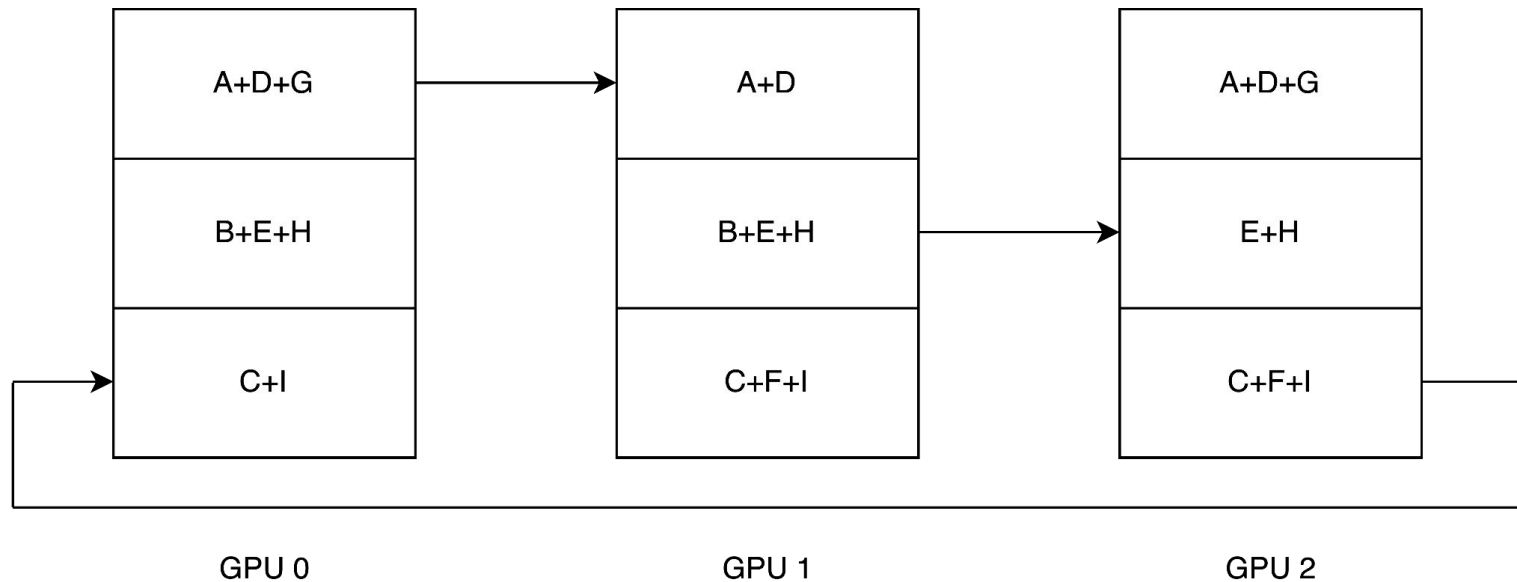 A+D+G
A+D
A+D+G
B+E+H
B+E+H
E+H
C+I
C+F+I
C+F+I
GPU 0
GPU 1
GPU 2